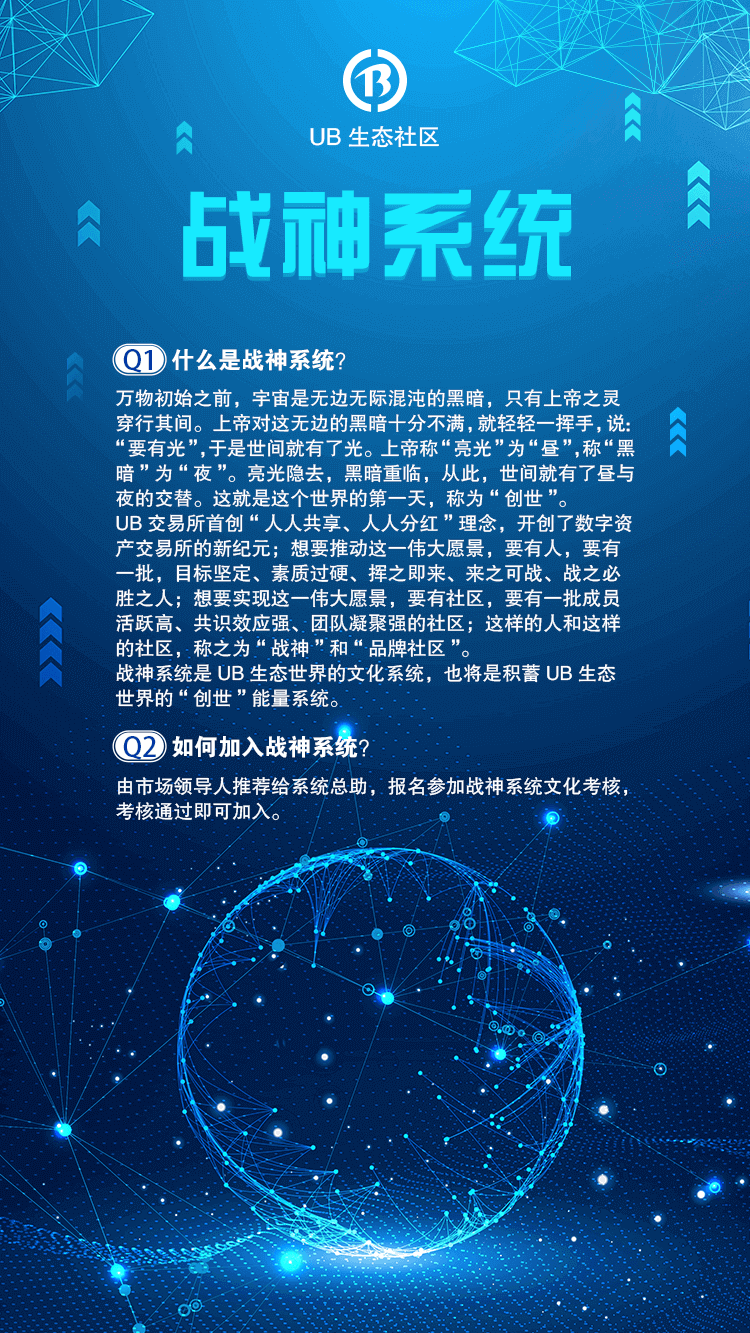 UB 生态社区
战神系统
Q1 什么是战神系统?
万物初始之前，宇宙是无边无际混沌的黑暗，只有上帝之灵
穿行其间。上帝对这无边的黑暗十分不满，就轻轻一挥手，说：
“要有光”，于是世间就有了光。上帝称“亮光”为“昼”，称“黑
暗”为“夜”。亮光隐去，黑暗重临，从此，世间就有了昼与
夜的交替。这就是这个世界的第一天，称为“创世”。
UB 交易所首创“人人共享、人人分红”理念，开创了数字资
产交易所的新纪元；想要推动这一伟大愿景，要有人，要有
一批，目标坚定、素质过硬、挥之即来、来之可战、战之必
胜之人；想要实现这一伟大愿景，要有社区，要有一批成员
活跃高、共识效应强、团队凝聚强的社区；这样的人和这样
的社区，称之为“战神”和“品牌社区”。
战神系统是 UB 生态世界的文化系统，也将是积蓄 UB 生态
世界的“创世”能量系统。
Q2 如何加入战神系统?
由市场领导人推荐给系统总助，报名参加战神系统文化考核，
考核通过即可加入。